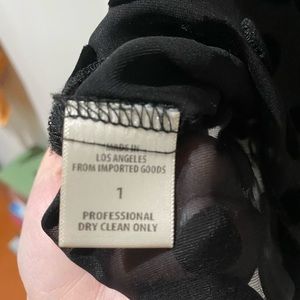 MADE IN
LOS ANGELES
FROM IMPORTED GOODS
1
PROFESSIONAL
DRY CLEAN ONLY